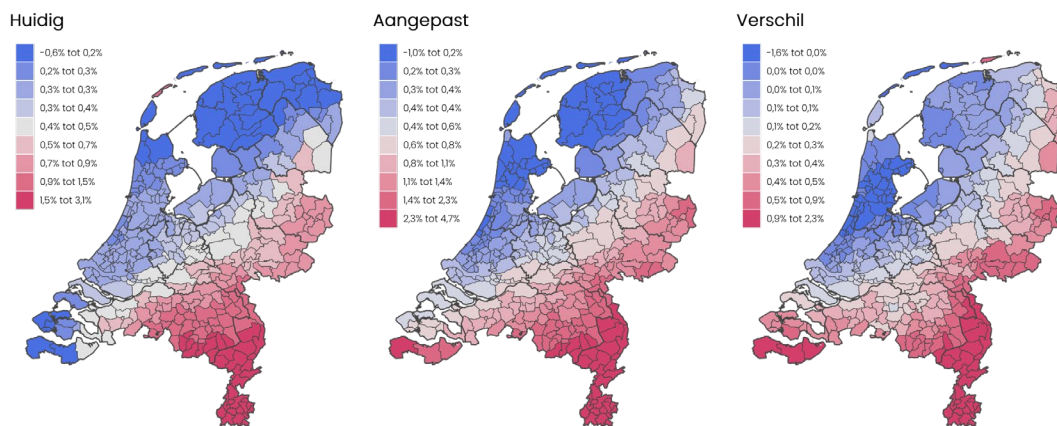 Huidig
-0,6% tot 0,2%
0,2% tot 0,3%
0,3% tot 0,3%
0,3% tot 0,4%
0,4% tot 0,5%
0,5% tot 0,7%
0,7% tot 0,9%
0,9% tot 1,5%
1,5% tot 3,1%
Aangepast
-1,0% tot 0,2%
0,2% tot 0,3%
0,3% tot 0,4%
0,4% tot 0,4%
0,4% tot 0,6%
0,6% tot 0,8%
0,8% tot 1,1%
1,1% tot 1,4%
1,4% tot 2,3%
2,3% tot 4,7%
Verschil
-1,6% tot 0,0%
0,0% tot 0,0%
0,0% tot 0,1%
0,1% tot 0,1%
0,1% tot 0,2%
0,2% tot 0,3%
0,3% tot 0,4%
0,4% tot 0,5%
0,5% tot 0,9%
0,9% tot 2,3%